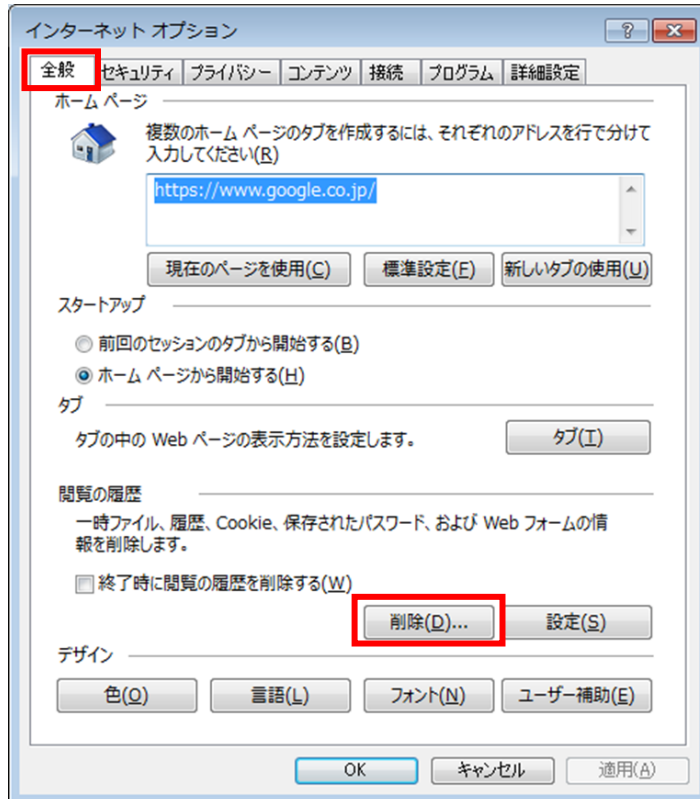 インターネット オプション
全般 セキュリティ プライバシー コンテンツ 接続 プログラム 詳細設定
ホーム ページ
複数のホーム ページのタブを作成するには、それぞれのアドレスを行で分けて
入力してください(R)
https://www.google.co.jp/
現在のページを使用(C) 標準設定(F) 新しいタブの使用(U)
スタートアップ
前回のセッションのタブから開始する(B)
ホーム ページから開始する(H)
タブ
タブの中の Web ページの表示方法を設定します。 タブ(T)
閲覧の履歴
一時ファイル、履歴、Cookie、保存されたパスワード、および Web フォームの情
報を削除します。
終了時に閲覧の履歴を削除する(W)
削除(D)... 設定(S)
デザイン
色(O) 言語(L) フォント(N) ユーザー補助(E)
OK キャンセル 適用(A)